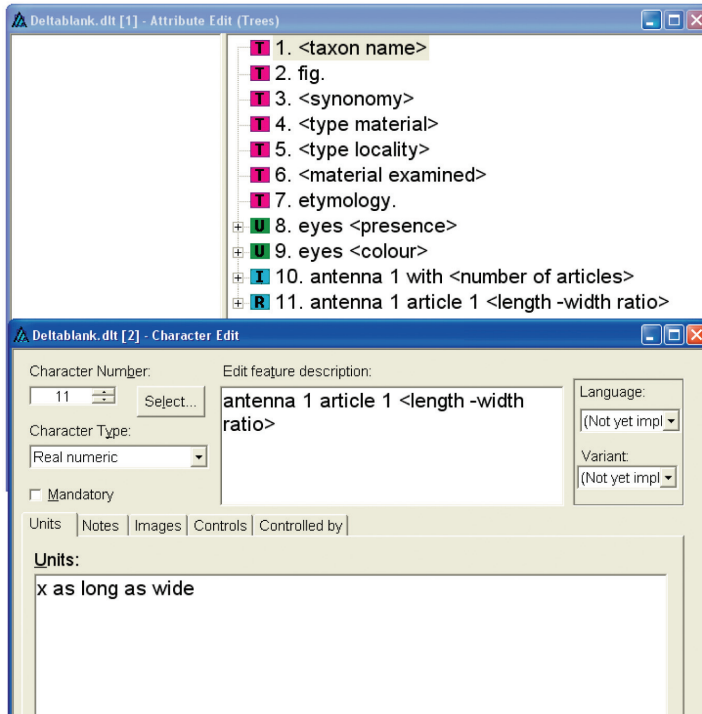 Deltablank.dlt [1] - Attribute Edit (Trees)
T 1. <taxon name>
T 2. fig.
T 3. <synonomy>
T 4. <type material>
T 5. <type locality>
T 6. <material examined>
T 7. etymology.
U 8. eyes <presence>
U 9. eyes <colour>
I 10. antenna 1 with <number of articles>
R 11. antenna 1 article 1 <length -width ratio>
Deltablank.dlt [2] - Character Edit
Character Number:
11
Select...
Character Type:
Real numeric
Mandatory
Edit feature description:
antenna 1 article 1 <length -width
ratio>
Language:
(Not yet impl
Variant:
(Not yet impl
Units Notes Images Controls Controlled by
Units:
x as long as wide